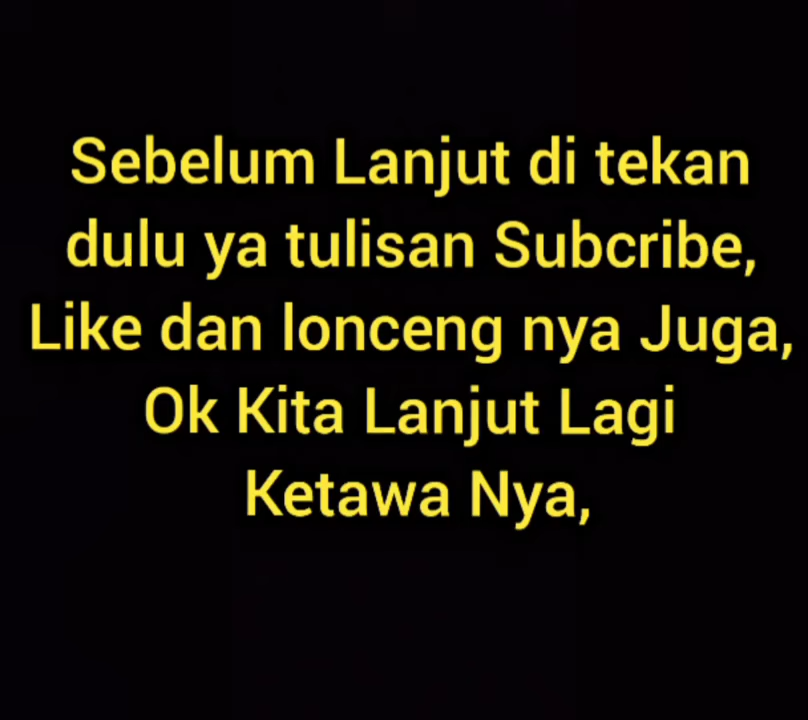 Sebelum Lanjut di tekan
dulu ya tulisan Subcribe,
Like dan lonceng nya Juga,
Ok Kita Lanjut Lagi
Ketawa Nya,